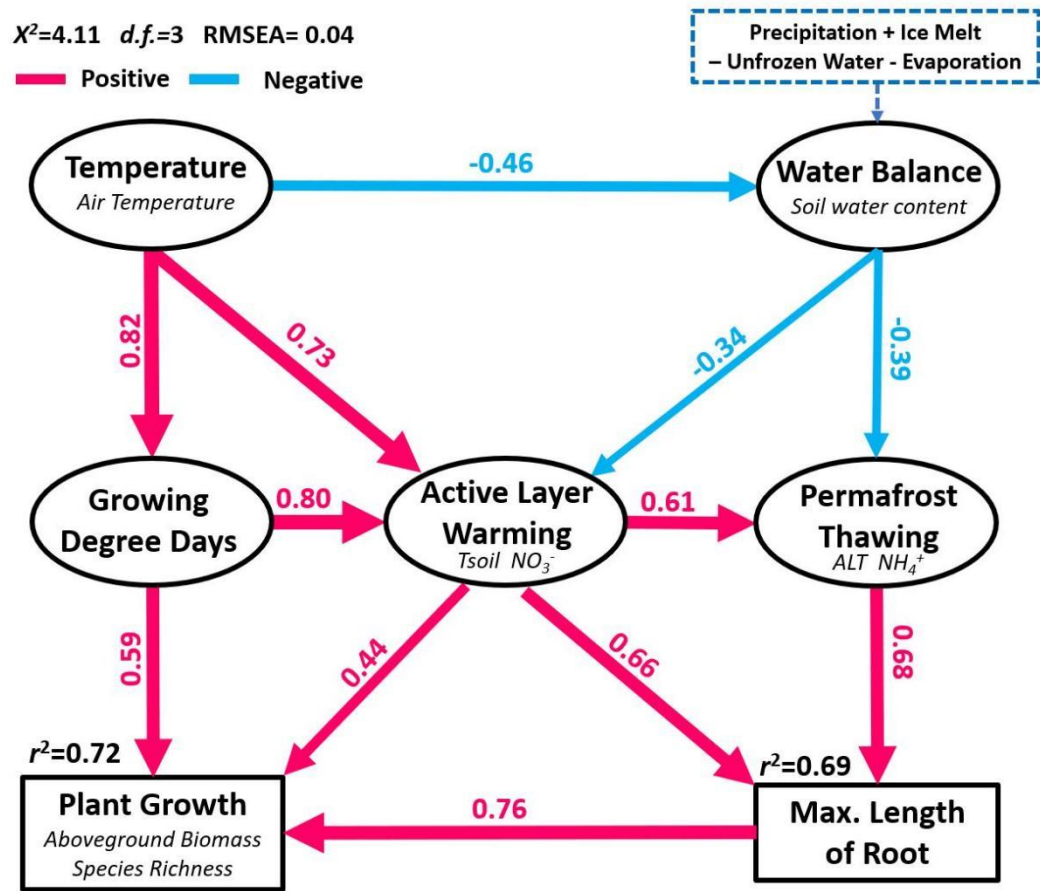 X²=4.11 d.f.=3 RMSEA= 0.04
Positive Negative
Precipitation + Ice Melt
– Unfrozen Water - Evaporation
Temperature
Air Temperature
-0.46
Water Balance
Soil water content
0.82
0.73
-0.34
-0.39
Growing
Degree Days
0.80
Active Layer
Warming
Tsoil NO₃⁻
0.61
Permafrost
Thawing
ALT NH₄⁺
0.59
0.44
0.66
0.68
r²=0.72
Plant Growth
Aboveground Biomass
Species Richness
0.76
r²=0.69
Max. Length
of Root